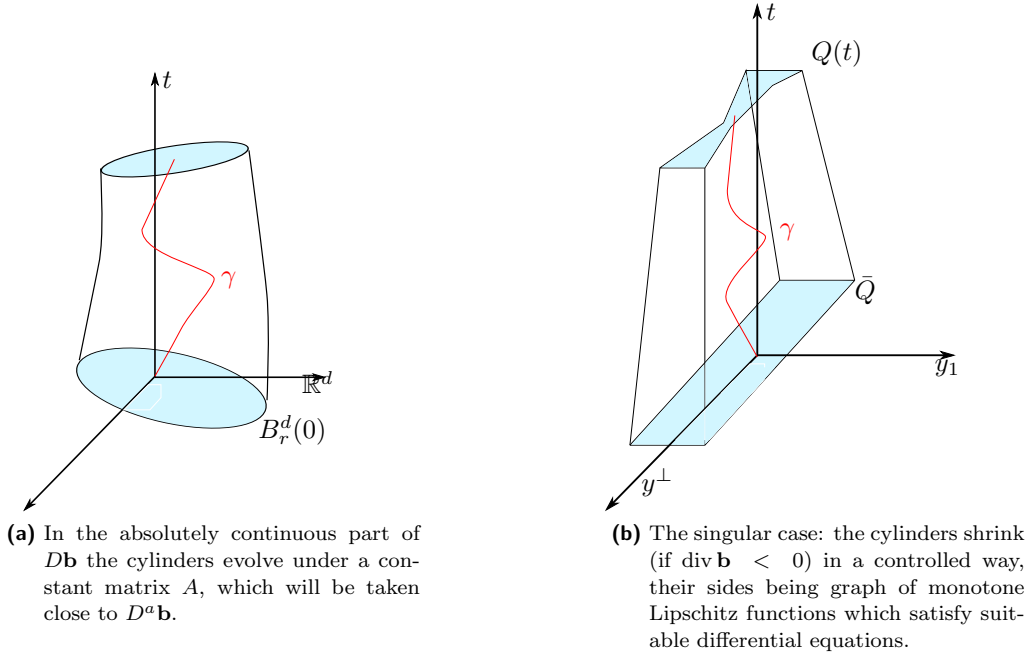 t
γ
ℝ^d
B_r^d(0)
(a) In the absolutely continuous part of
Db the cylinders evolve under a con-
stant matrix A, which will be taken
close to D^a b.
t
Q(t)
γ
Q̄
y_1
y^⊥
(b) The singular case: the cylinders shrink
(if div b < 0) in a controlled way,
their sides being graph of monotone
Lipschitz functions which satisfy suit-
able differential equations.